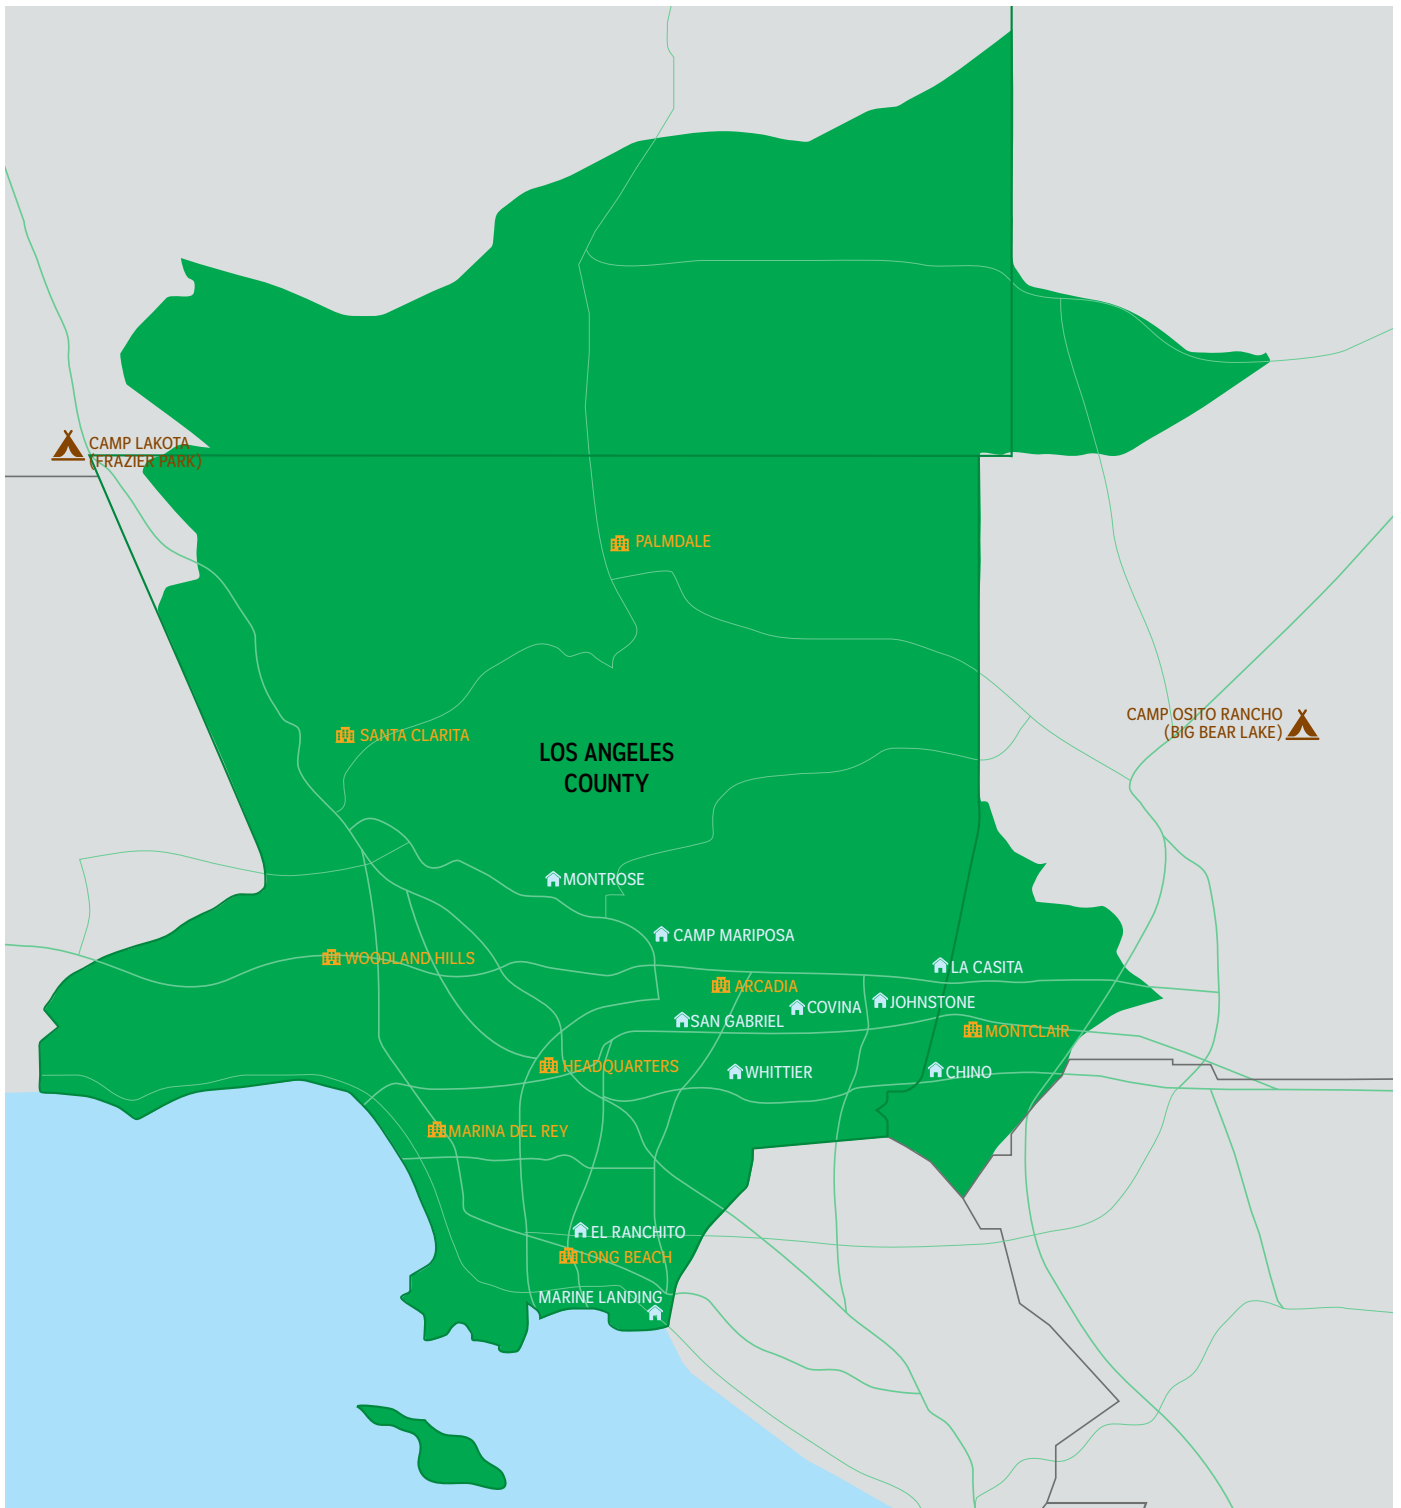 CAMP LAKOTA
(FRAZIER PARK)
PALMDALE
CAMP OSITO RANCHO
(BIG BEAR LAKE)
SANTA CLARITA
LOS ANGELES
COUNTY
MONTROSE
CAMP MARIPOSA
WOODLAND HILLS
LA CASITA
ARCADIA
JOHNSTONE
COVINA
SAN GABRIEL
MONTCLAIR
HEADQUARTERS
WHITTIER
CHINO
MARINA DEL REY
EL RANCHITO
LONG BEACH
MARINE LANDING